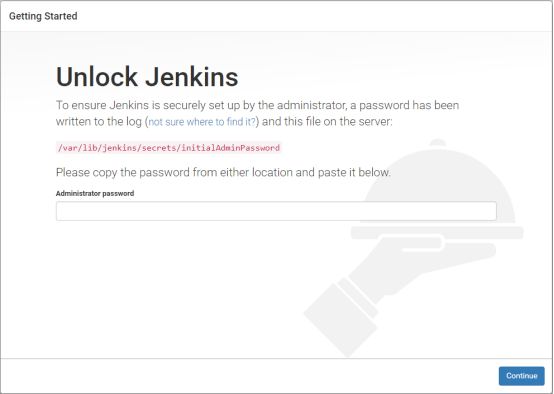 Getting Started
Unlock Jenkins
To ensure Jenkins is securely set up by the administrator, a password has been
written to the log (not sure where to find it?) and this file on the server:
/var/lib/jenkins/secrets/initialAdminPassword
Please copy the password from either location and paste it below.
Administrator password
Continue